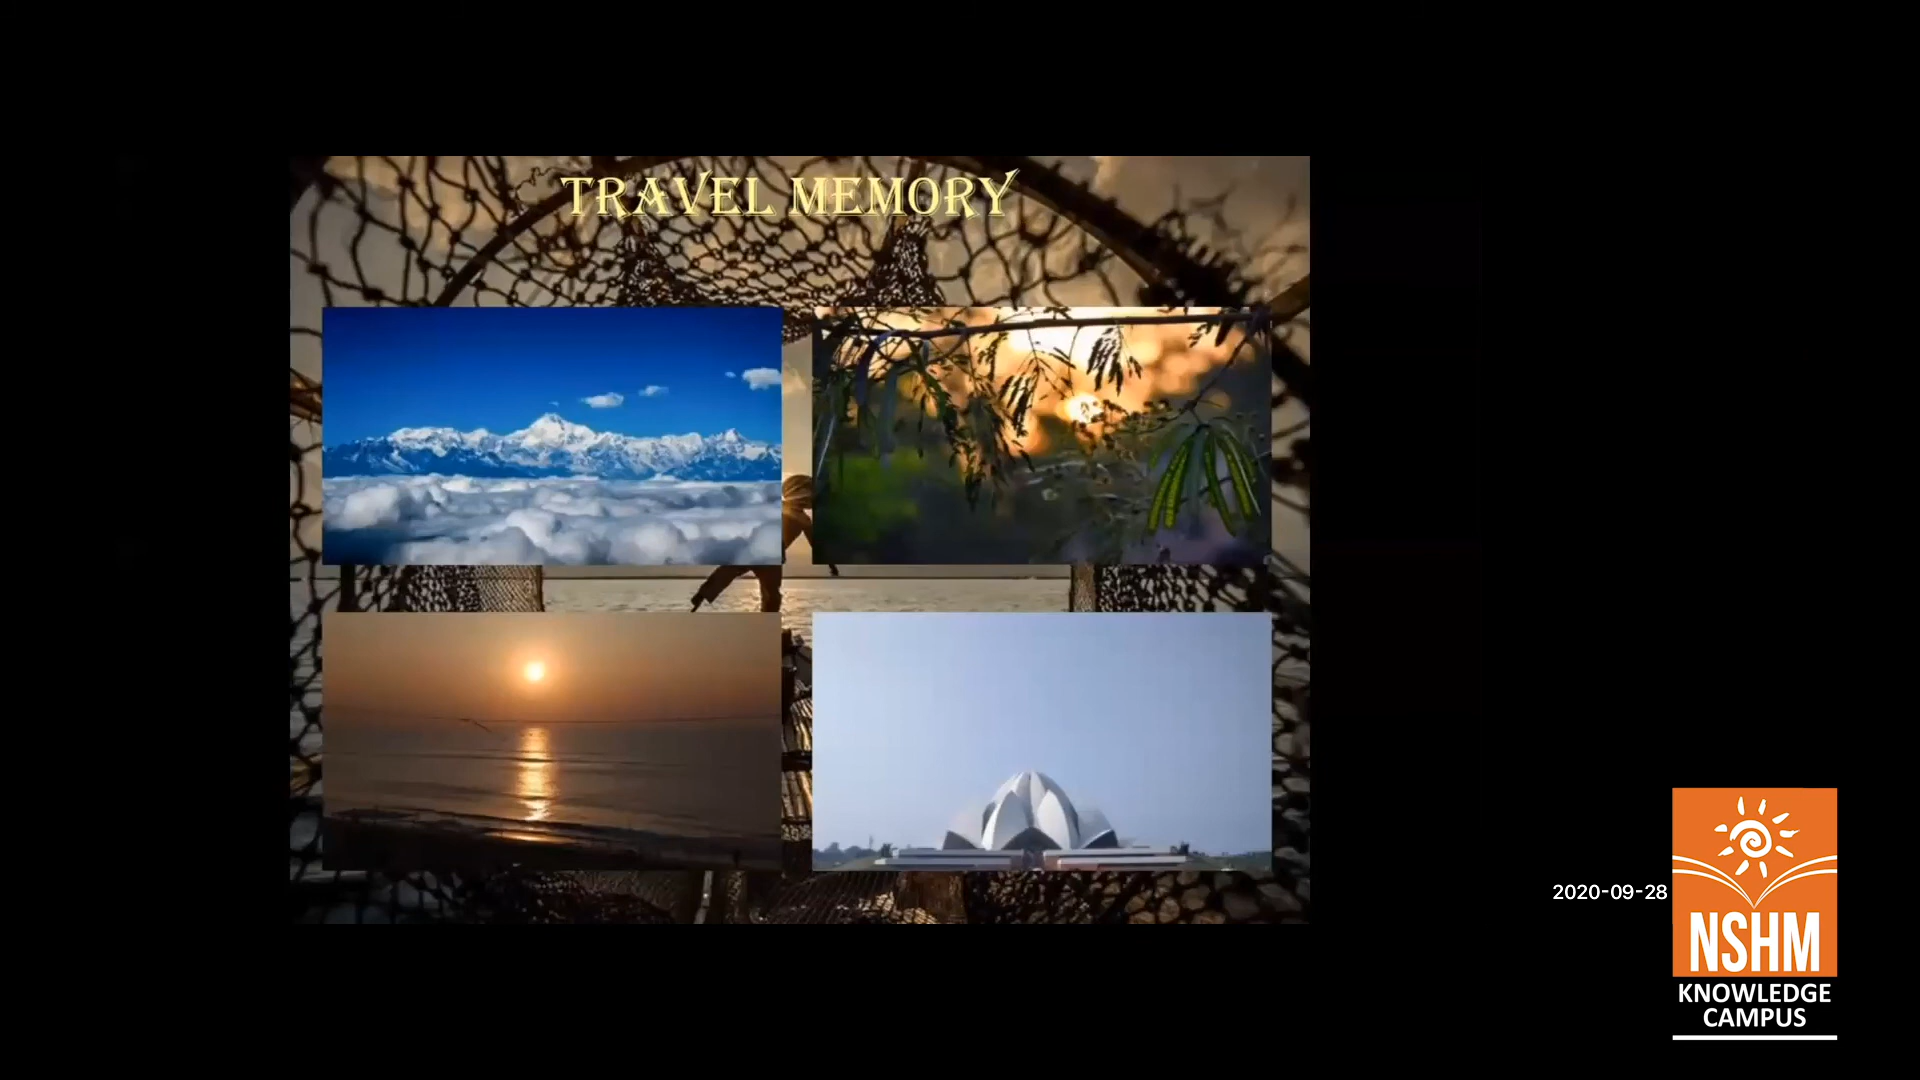 TRAVEL MEMORY
2020-09-28
NSHM
KNOWLEDGE
CAMPUS